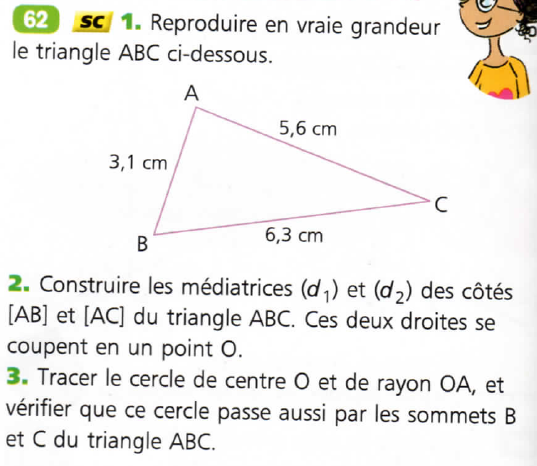 62 SC 1. Reproduire en vraie grandeur
le triangle ABC ci-dessous.
A
5,6 cm
3,1 cm
C
B
6,3 cm
2. Construire les médiatrices (d₁) et (d₂) des côtés
[AB] et [AC] du triangle ABC. Ces deux droites se
coupent en un point O.
3. Tracer le cercle de centre O et de rayon OA, et
vérifier que ce cercle passe aussi par les sommets B
et C du triangle ABC.